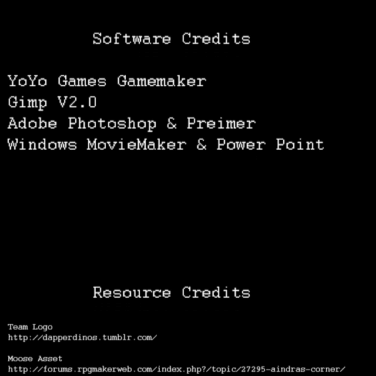 Software Credits
YoYo Games Gamemaker
Gimp V2.0
Adobe Photoshop & Preimer
Windows MovieMaker & Power Point
Resource Credits
Team Logo
http://dapperdinos.tumblr.com/
Moose Asset
http://forums.rpgmakerweb.com/index.php?/topic/27295-aindras-corner/